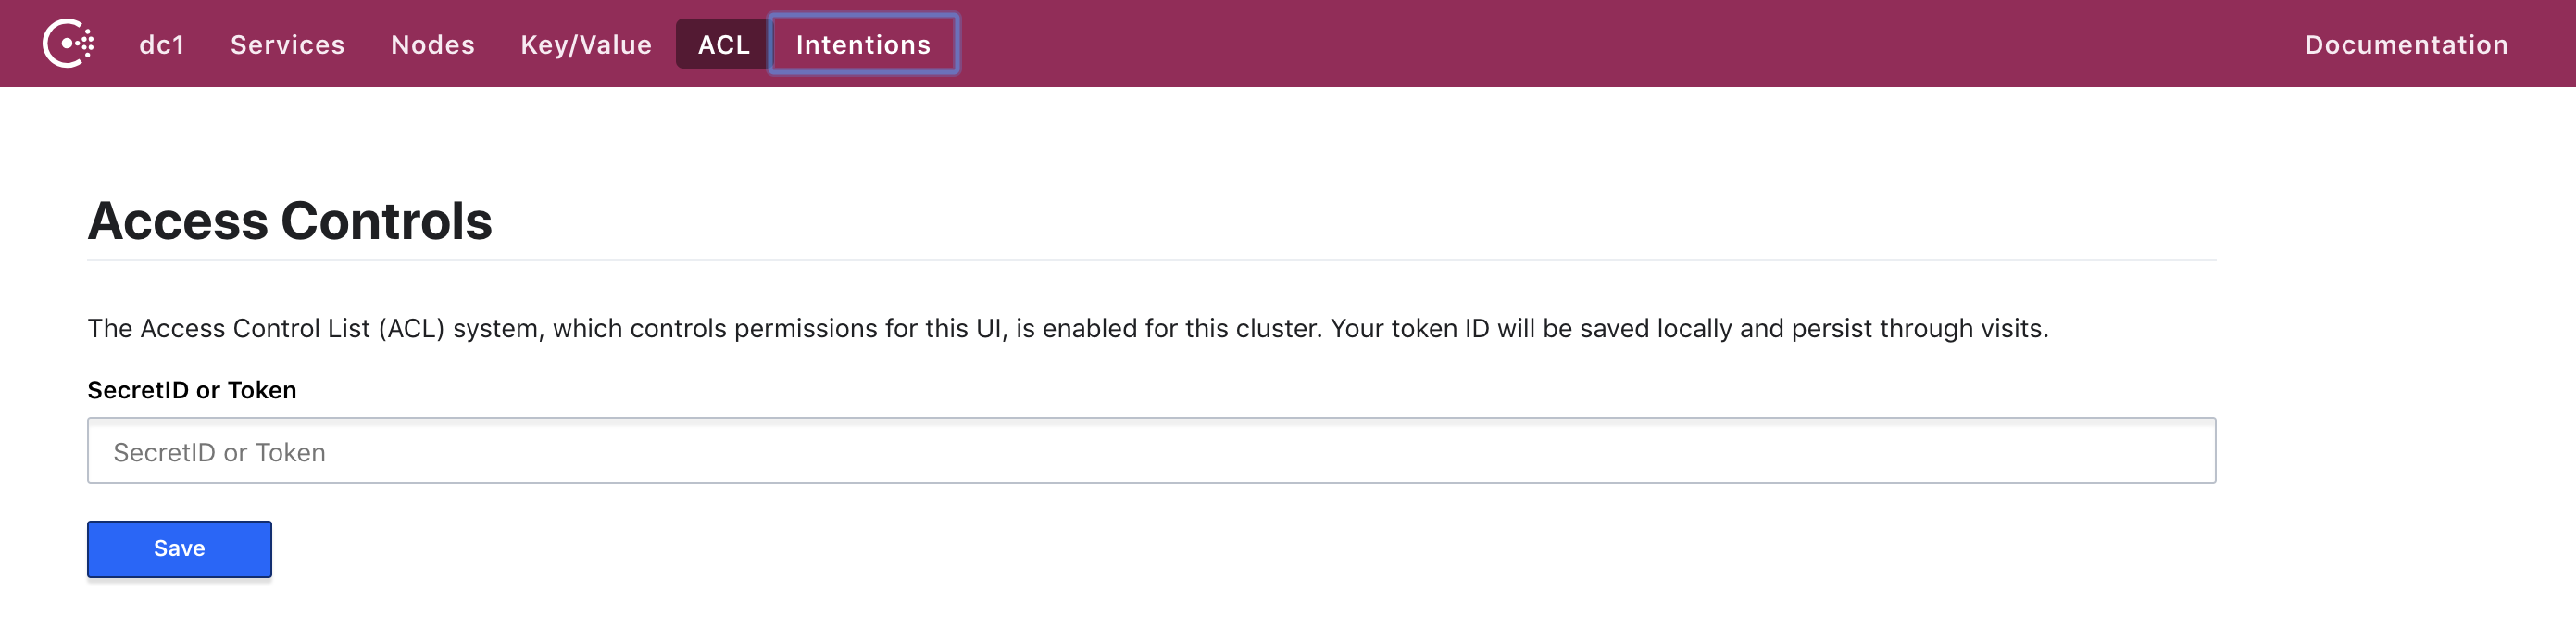 dc1 Services Nodes Key/Value ACL Intentions Documentation
Access Controls
The Access Control List (ACL) system, which controls permissions for this UI, is enabled for this cluster. Your token ID will be saved locally and persist through visits.
SecretID or Token
SecretID or Token
Save